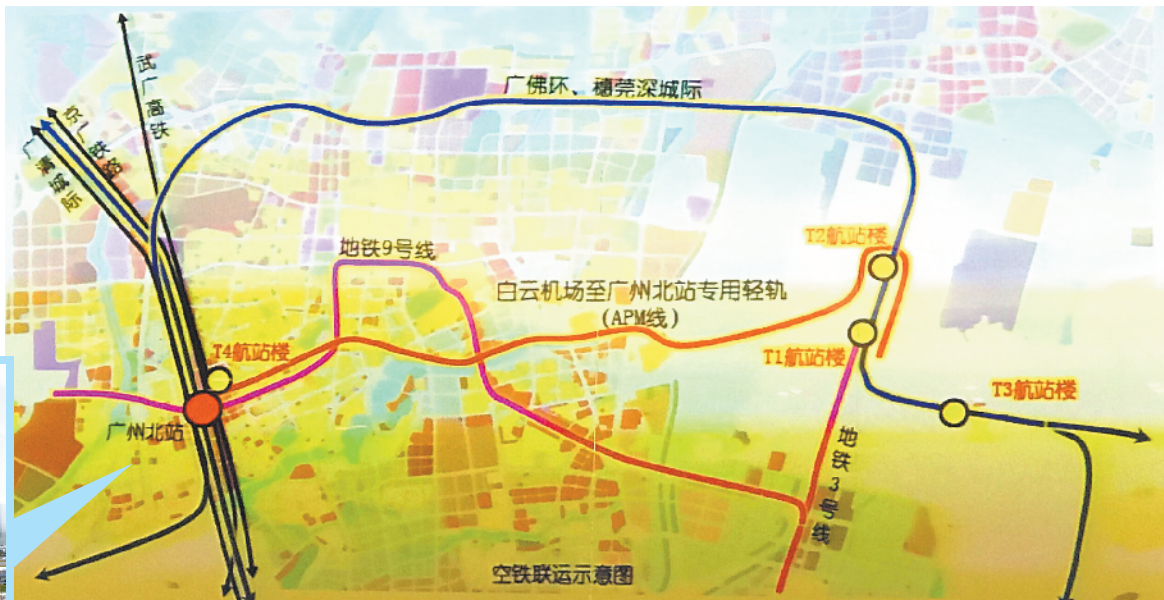 武广高铁
京广铁路
广清城际
广佛环、穗莞深城际
T2航站楼
地铁9号线
白云机场至广州北站专用轻轨
(APM线)
T4航站楼
T1航站楼
T3航站楼
广州北站
地铁3号线
空铁联运示意图